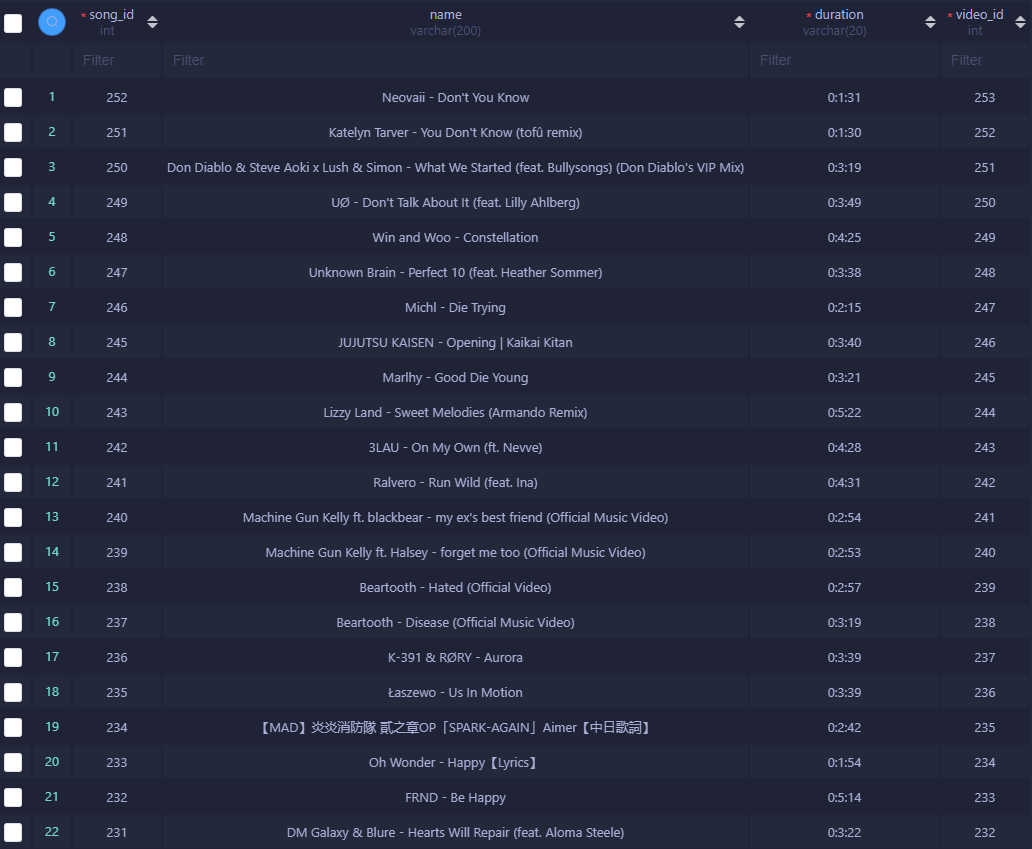 * song_id name * duration * video_id
int varchar(200) varchar(20) int
Filter Filter Filter Filter
1 252 Neovaii - Don't You Know 0:1:31 253
2 251 Katelyn Tarver - You Don't Know (tofû remix) 0:1:30 252
3 250 Don Diablo & Steve Aoki x Lush & Simon - What We Started (feat. Bullysongs) (Don Diablo's VIP Mix) 0:3:19 251
4 249 UØ - Don't Talk About It (feat. Lilly Ahlberg) 0:3:49 250
5 248 Win and Woo - Constellation 0:4:25 249
6 247 Unknown Brain - Perfect 10 (feat. Heather Sommer) 0:3:38 248
7 246 Michl - Die Trying 0:2:15 247
8 245 JUJUTSU KAISEN - Opening | Kaikai Kitan 0:3:40 246
9 244 Marlhy - Good Die Young 0:3:21 245
10 243 Lizzy Land - Sweet Melodies (Armando Remix) 0:5:22 244
11 242 3LAU - On My Own (ft. Nevve) 0:4:28 243
12 241 Ralvero - Run Wild (feat. Ina) 0:4:31 242
13 240 Machine Gun Kelly ft. blackbear - my ex's best friend (Official Music Video) 0:2:54 241
14 239 Machine Gun Kelly ft. Halsey - forget me too (Official Music Video) 0:2:53 240
15 238 Beartooth - Hated (Official Video) 0:2:57 239
16 237 Beartooth - Disease (Official Music Video) 0:3:19 238
17 236 K-391 & RØRY - Aurora 0:3:39 237
18 235 Łaszewo - Us In Motion 0:3:39 236
19 234 【MAD】炎炎消防隊 貳之章OP「SPARK-AGAIN」Aimer【中日歌詞】 0:2:42 235
20 233 Oh Wonder - Happy【Lyrics】 0:1:54 234
21 232 FRND - Be Happy 0:5:14 233
22 231 DM Galaxy & Blure - Hearts Will Repair (feat. Aloma Steele) 0:3:22 232